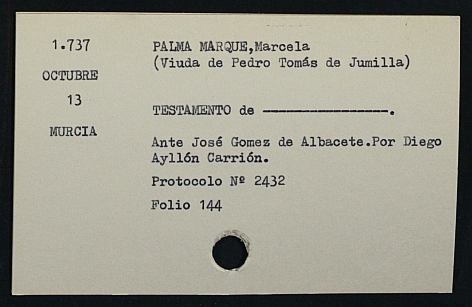 1.737
OCTUBRE
13
MURCIA
PALMA MARQUE,Marcela
(Viuda de Pedro Tomás de Jumilla)
TESTAMENTO de ―――――――――.
Ante José Gomez de Albacete.Por Diego
Ayllón Carrión.
Protocolo Nº 2432
Folio 144